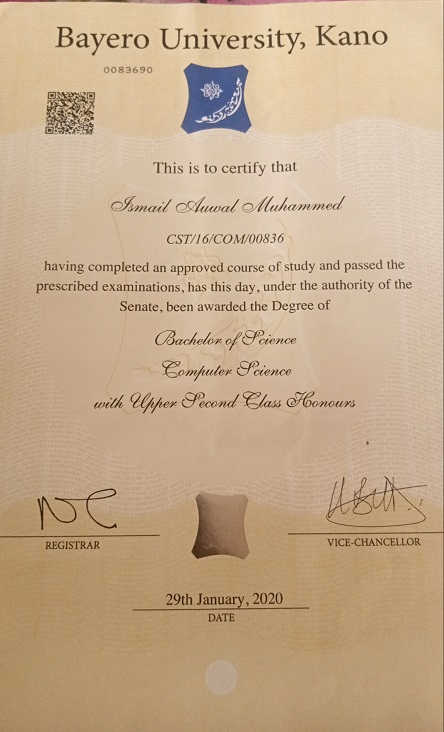 Bayero University, Kano
0083690
This is to certify that
Ismail Auwal Muhammed
CST/16/COM/00836
having completed an approved course of study and passed the
prescribed examinations, has this day, under the authority of the
Senate, been awarded the Degree of
Bachelor of Science
Computer Science
with Upper Second Class Honours
REGISTRAR
VICE-CHANCELLOR
29th January, 2020
DATE